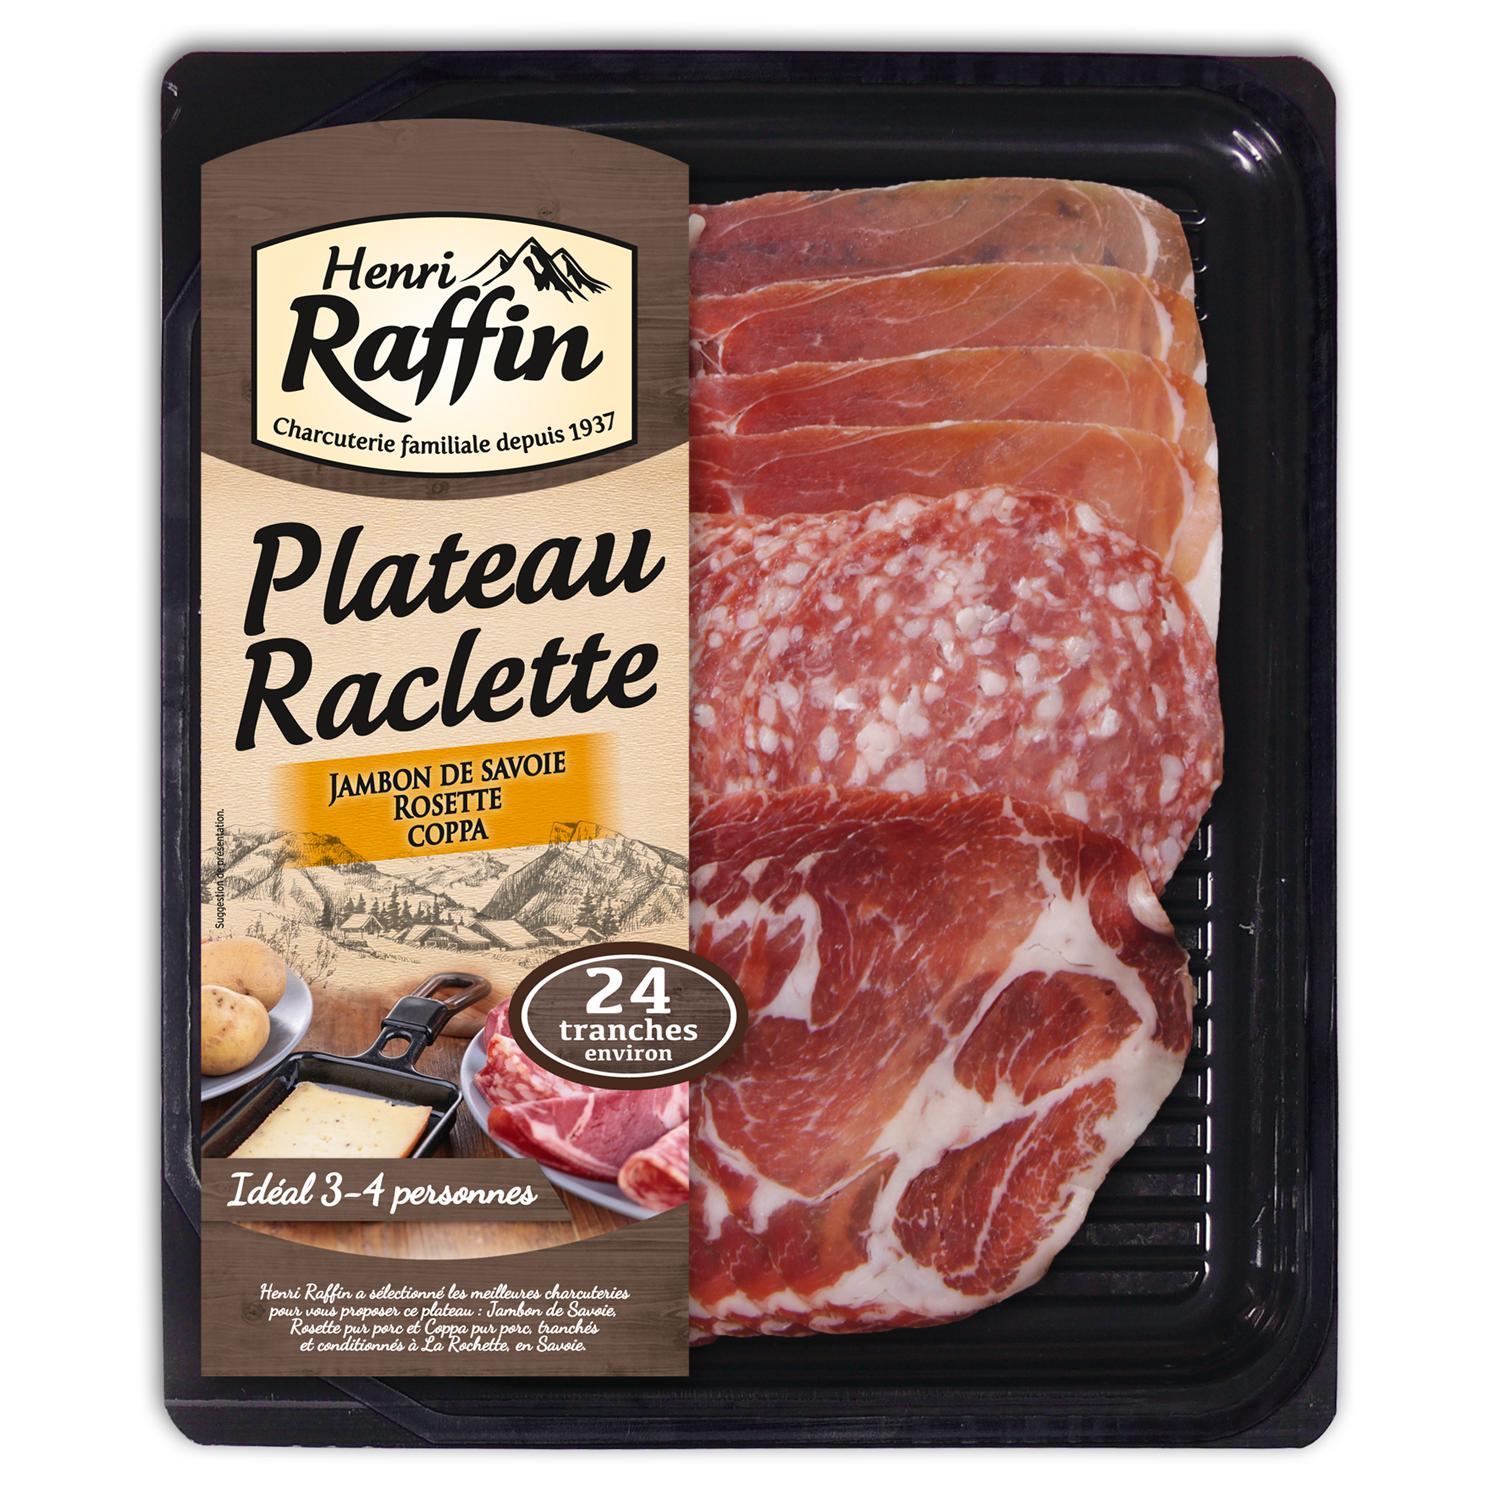 Henri
Raffin
Charcuterie familiale depuis 1937
Plateau
Raclette
JAMBON DE SAVOIE
ROSETTE
COPPA
Suggestion de présentation.
24
tranches
environ
Idéal 3-4 personnes
Henri Raffin a sélectionné les meilleures charcuteries
pour vous proposer ce plateau : Jambon de Savoie,
Rosette pur porc et Coppa pur porc, tranchés
et conditionnés à La Rochette, en Savoie.